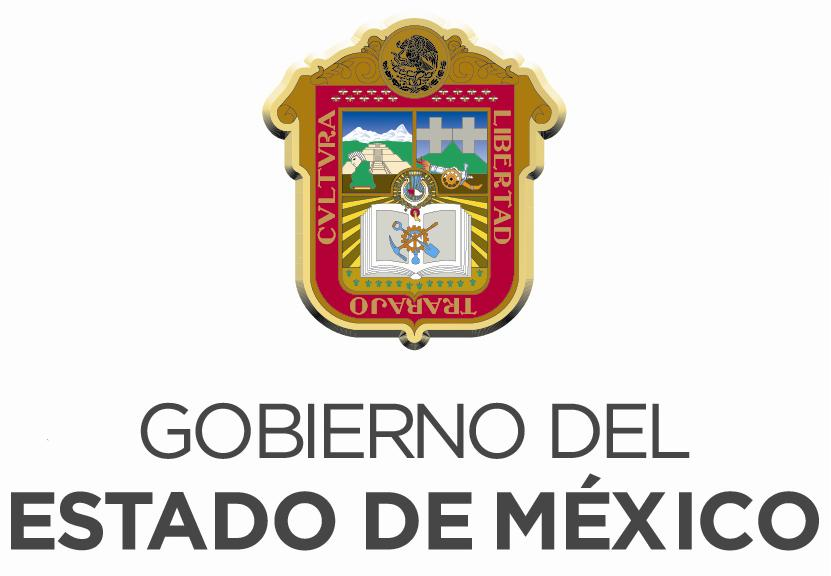 CVLTVRA
LIBERTAD
TRABAJO
GOBIERNO DEL
ESTADO DE MÉXICO